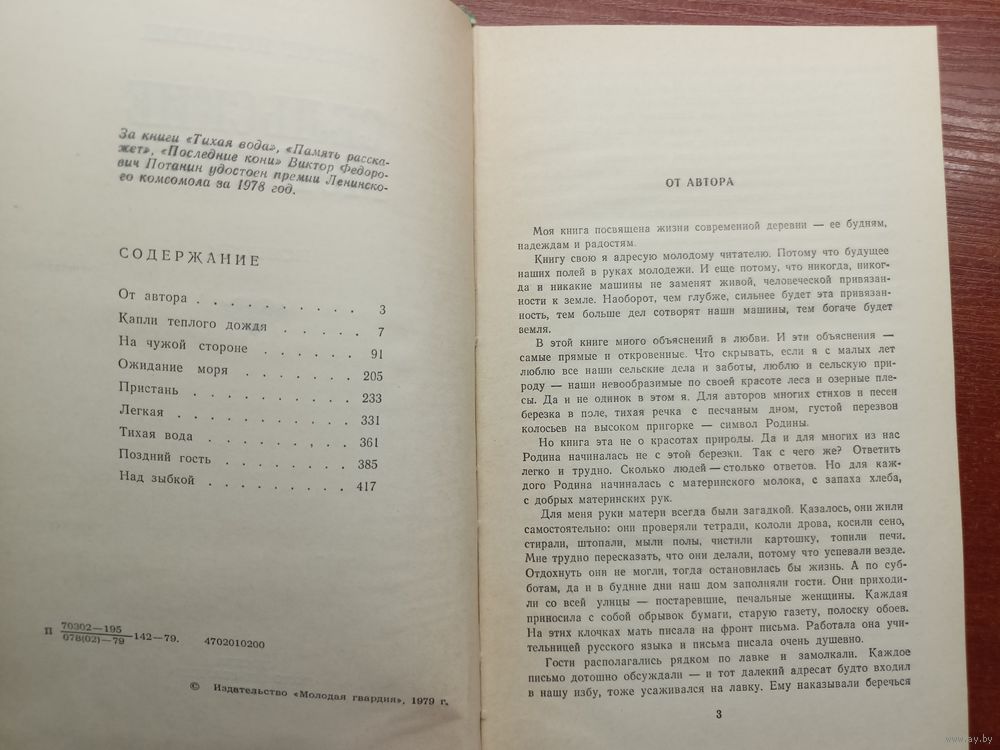 За книги «Тихая вода», «Память расска-
жет», «Последние кони» Виктор Федоро-
вич Потанин удостоен премии Ленинско-
го комсомола за 1978 год.
СОДЕРЖАНИЕ
От автора . . . . . . . . 3
Капли теплого дождя . . . . . 7
На чужой стороне . . . . . . 91
Ожидание моря . . . . . . . 205
Пристань . . . . . . . . . 233
Легкая . . . . . . . . . . 331
Тихая вода . . . . . . . . 361
Поздний гость . . . . . . . 385
Над зыбкой . . . . . . . . 417
П 70302—195
078(02)—79 —142—79. 4702010200
© Издательство «Молодая гвардия», 1979 г.
ОТ АВТОРА
Моя книга посвящена жизни современной деревни — ее будням,
надеждам и радостям.
Книгу свою я адресую молодому читателю. Потому что будущее
наших полей в руках молодежи. И еще потому, что никогда, никог-
да и никакие машины не заменят живой, человеческой привязан-
ности к земле. Наоборот, чем глубже, сильнее будет эта привязан-
ность, тем больше дел сотворят наши машины, тем богаче будет
земля.
В этой книге много объяснений в любви. И эти объяснения —
самые прямые и откровенные. Что скрывать, если я с малых лет
люблю все наши сельские дела и заботы, люблю и сельскую при-
роду — наши невообразимые по своей красоте леса и озерные пле-
сы. Да и не одинок в этом я. Для авторов многих стихов и песен
березка в поле, тихая речка с песчаным дном, густой перезвон
колосьев на высоком пригорке — символ Родины.
Но книга эта не о красотах природы. Да и для многих из нас
Родина начиналась не с этой березки. Так с чего же? Ответить
легко и трудно. Сколько людей — столько ответов. Но для каж-
дого Родина начиналась с материнского молока, с запаха хлеба,
с добрых материнских рук.
Для меня руки матери всегда были загадкой. Казалось, они жили
самостоятельно: они проверяли тетради, кололи дрова, косили сено,
стирали, штопали, мыли полы, чистили картошку, топили печи.
Мне трудно пересказать, что они делали, потому что успевали везде.
Отдохнуть они не могли, тогда остановилась бы жизнь. А по суб-
ботам, да и в будние дни наш дом заполняли гости. Они приходи-
ли со всей улицы — постаревшие, печальные женщины. Каждая
приносила с собой обрывок бумаги, старую газету, полоску обоев.
На этих клочках мать писала на фронт письма. Работала она учи-
тельницей русского языка и письма писала очень душевно.
Гости располагались рядком по лавке и замолкали. Каждое
письмо дотошно обсуждали — и тот далекий адресат будто входил
в нашу избу, тоже усаживался на лавку. Ему наказывали беречься
3
www.ay.by